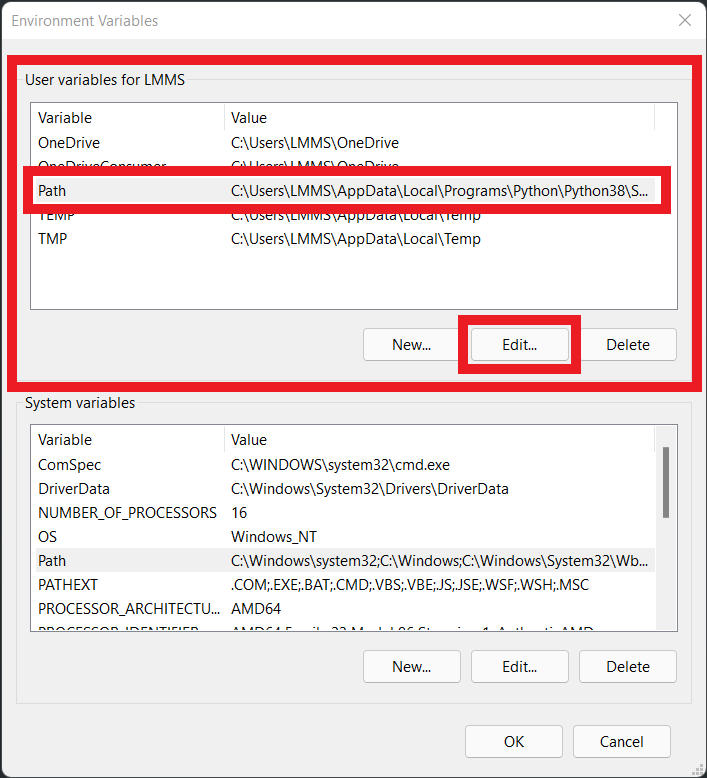 Environment Variables
User variables for LMMS
Variable Value
OneDrive C:\Users\LMMS\OneDrive
OneDriveConsumer C:\Users\LMMS\OneDrive
Path C:\Users\LMMS\AppData\Local\Programs\Python\Python38\S...
TEMP C:\Users\LMMS\AppData\Local\Temp
TMP C:\Users\LMMS\AppData\Local\Temp
New... Edit... Delete
System variables
Variable Value
ComSpec C:\WINDOWS\system32\cmd.exe
DriverData C:\Windows\System32\Drivers\DriverData
NUMBER_OF_PROCESSORS 16
OS Windows_NT
Path C:\Windows\system32;C:\Windows;C:\Windows\System32\Wb...
PATHEXT .COM;.EXE;.BAT;.CMD;.VBS;.VBE;.JS;.JSE;.WSF;.WSH;.MSC
PROCESSOR_ARCHITECTU... AMD64
PROCESSOR_IDENTIFIER AMD64
New... Edit... Delete
OK Cancel